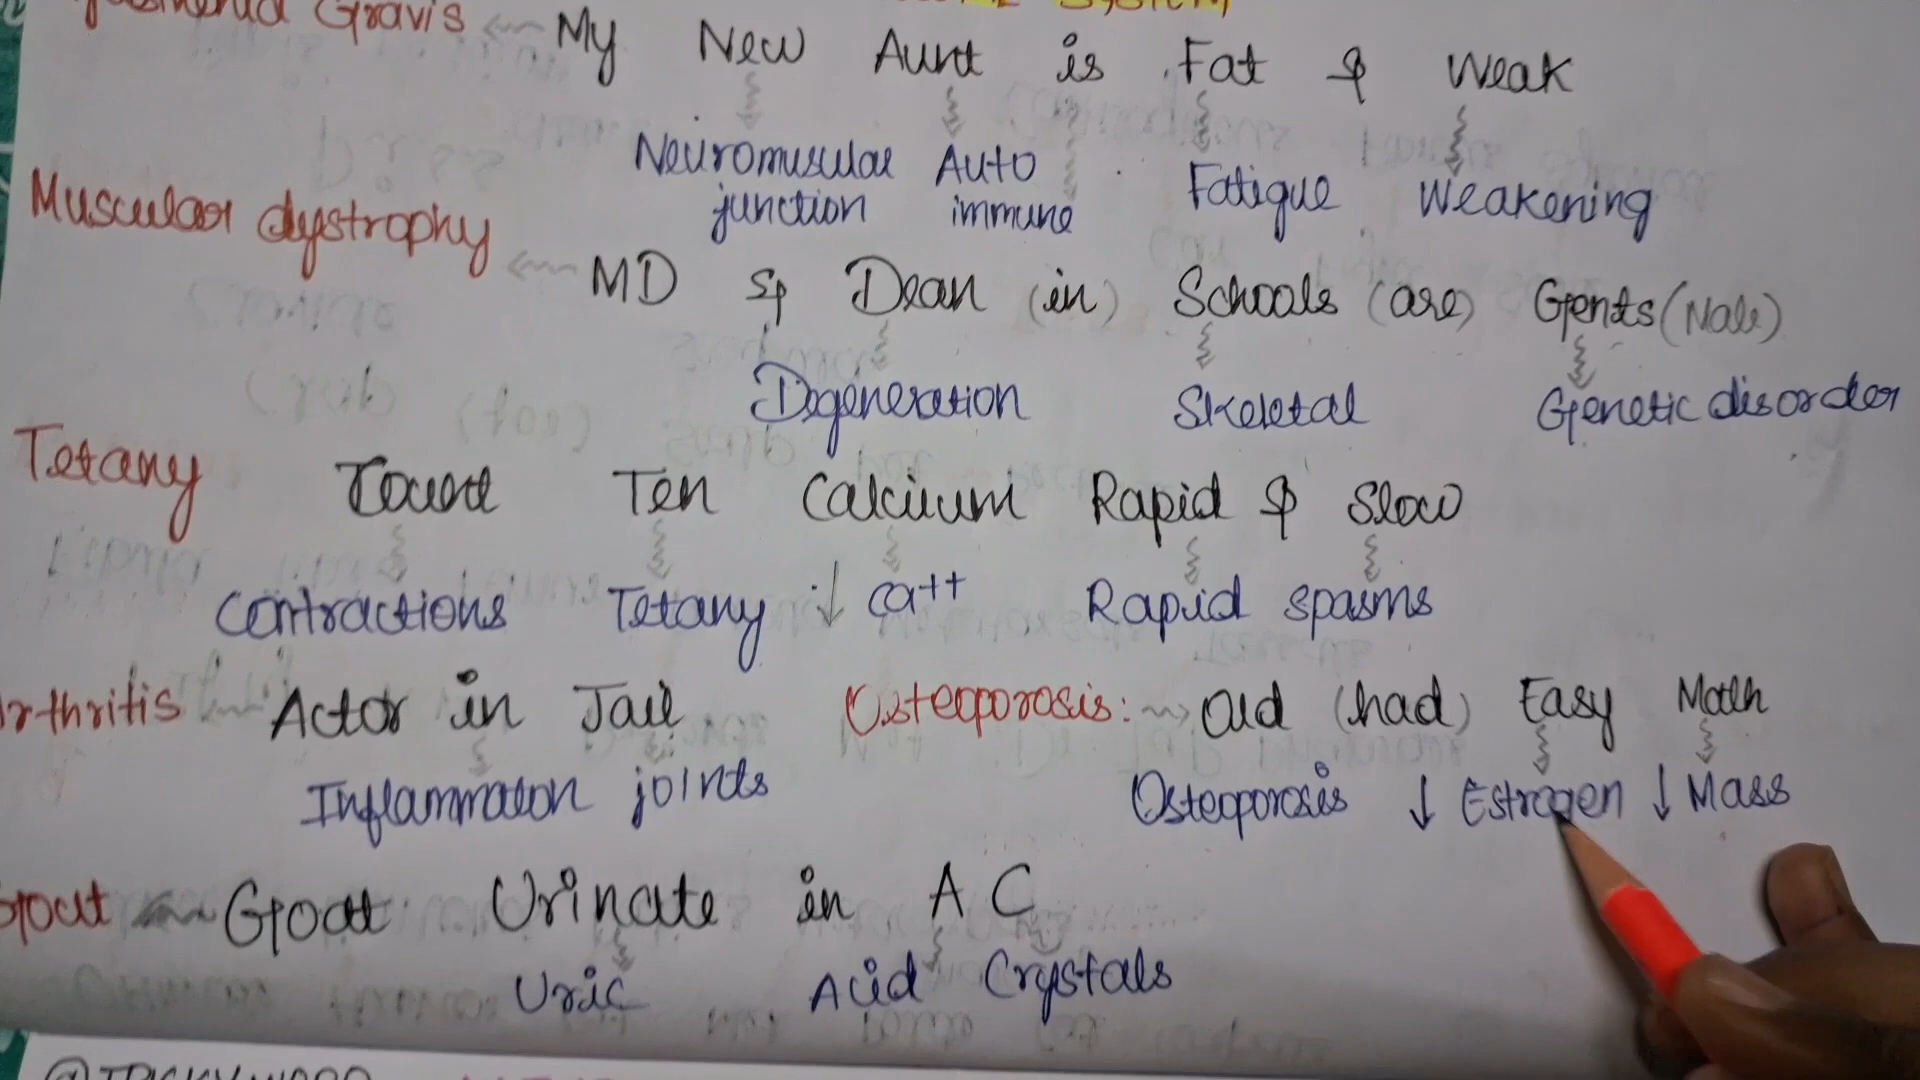 Gravis My New Aunt is Fat & Weak
Neuromusular Auto Fatigue Weakening
junction immune
Muscular dystrophy MD Sp Dean (in) Schools (are) Gents (Male)
Degeneration Skeletal Genetic disorder
Tetany Count Ten Calcium Rapid & Slow
Contractions Tetany ↓ Ca++ Rapid spasms
rthritis Actor in Jail Osteoporosis: Old (had) Easy Math
Inflammation joints Osteoporosis ↓ Estrogen ↓ Mass
Gout Goat Urinate in AC
Uric Acid Crystals